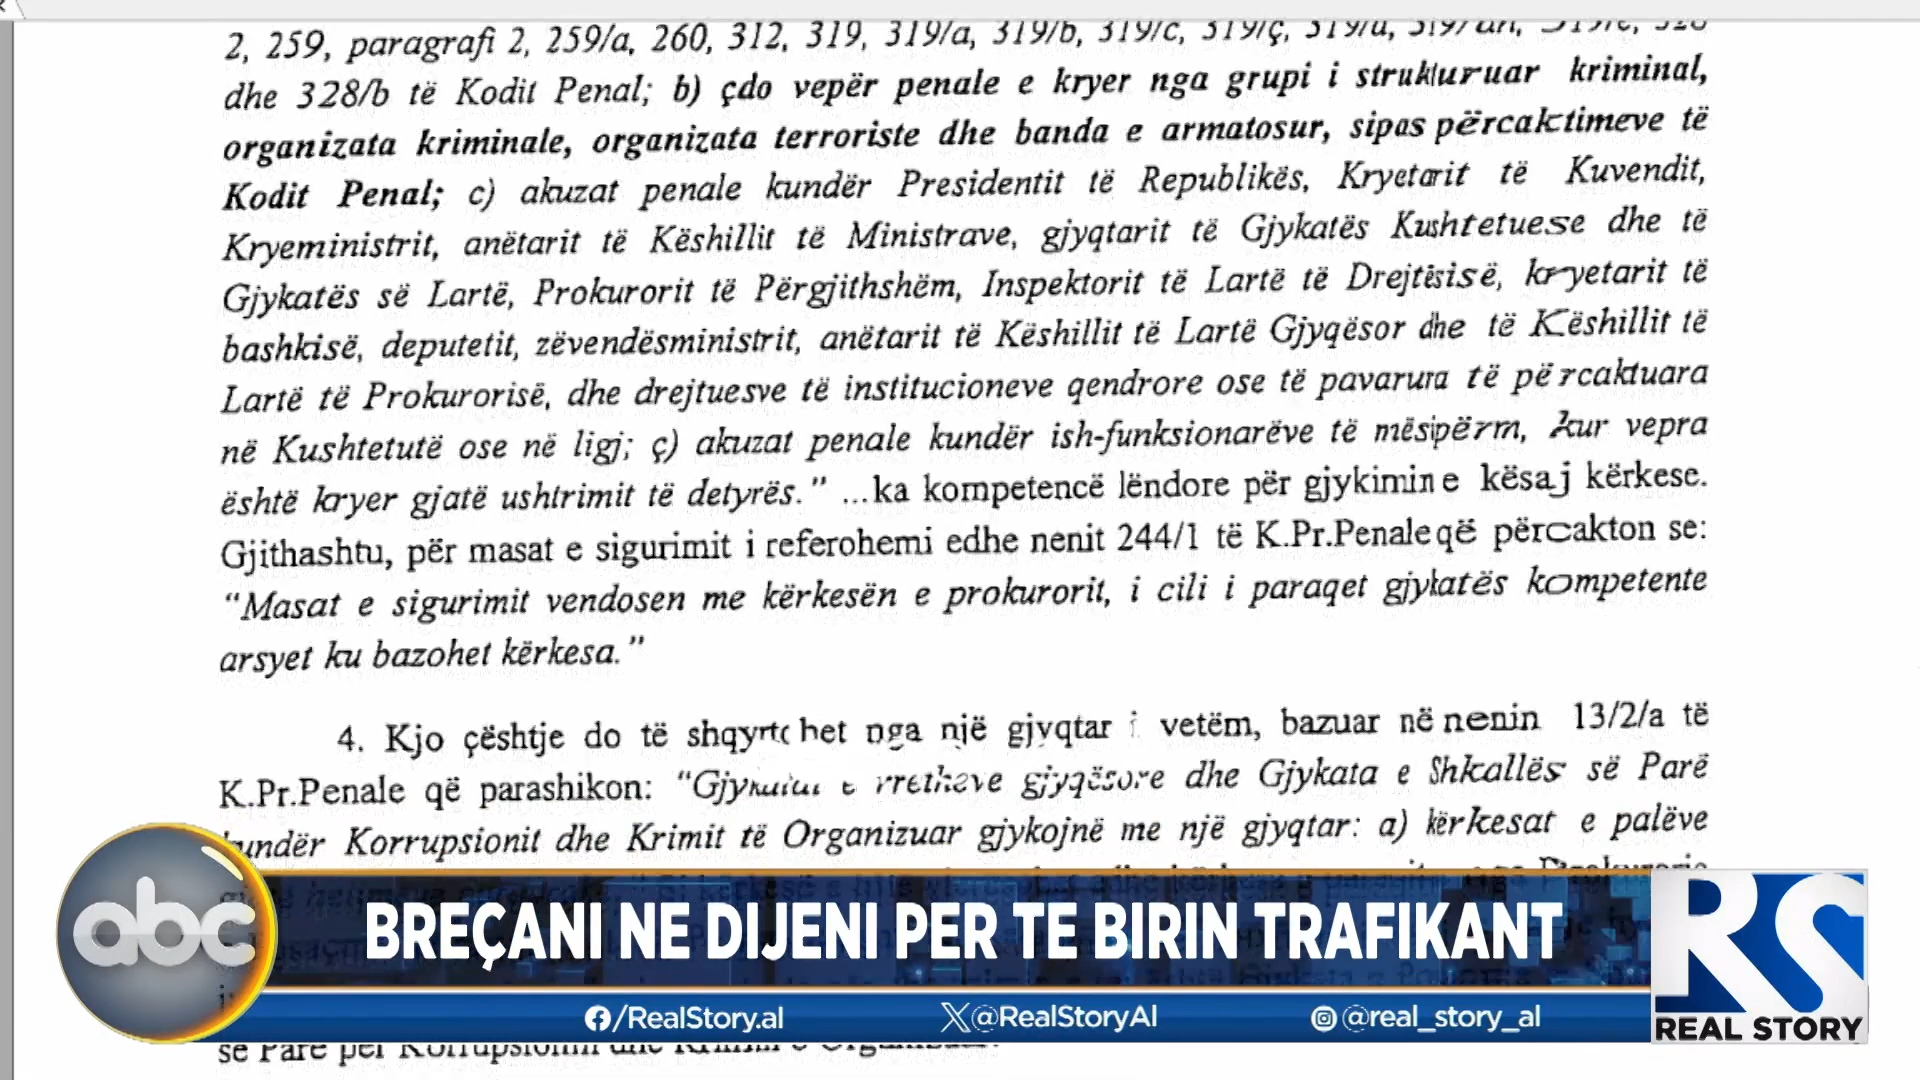 2, 259, paragrafi 2, 259/a, 260, 312, 319, 319/a, 319/b, 319/c, 319/ç,
dhe 328/b të Kodit Penal; b) çdo vepër penale e kryer nga grupi i strukturuar kriminal,
organizata kriminale, organizata terroriste dhe banda e armatosur, sipas përcaktimeve të
Kodit Penal; c) akuzat penale kundër Presidentit të Republikës, Kryetarit të Kuvendit,
Kryeministrit, anëtarit të Këshillit të Ministrave, gjyqtarit të Gjykatës Kushtetuese dhe të
Gjykatës së Lartë, Prokurorit të Përgjithshëm, Inspektorit të Lartë të Drejtësisë, kryetarit të
bashkisë, deputetit, zëvendësministrit, anëtarit të Këshillit të Lartë Gjyqësor dhe të Këshillit të
Lartë të Prokurorisë, dhe drejtuesve të institucioneve qendrore ose të pavarura të përcaktuara
në Kushtetutë ose në ligj; ç) akuzat penale kundër ish-funksionarëve të mësipërm, kur vepra
është kryer gjatë ushtrimit të detyrës." ...ka kompetencë lëndore për gjykimin e kësaj kërkese.
Gjithashtu, për masat e sigurimit i referohemi edhe nenit 244/1 të K.Pr.Penale që përcakton se:
"Masat e sigurimit vendosen me kërkesën e prokurorit, i cili i paraqet gjykatës kompetente
arsyet ku bazohet kërkesa."
4. Kjo çështje do të shqyrtohet nga një gjyqtar i vetëm, bazuar në nenin 13/2/a të
K.Pr.Penale që parashikon: "Gjykatat e rretheve gjyqësore dhe Gjykata e Shkallës së Parë
kundër Korrupsionit dhe Krimit të Organizuar gjykojnë me një gjyqtar: a) kërkesat e palëve
abc
BREÇANI NE DIJENI PER TE BIRIN TRAFIKANT
RS
/RealStory.al @RealStoryAl @real_story_al
REAL STORY